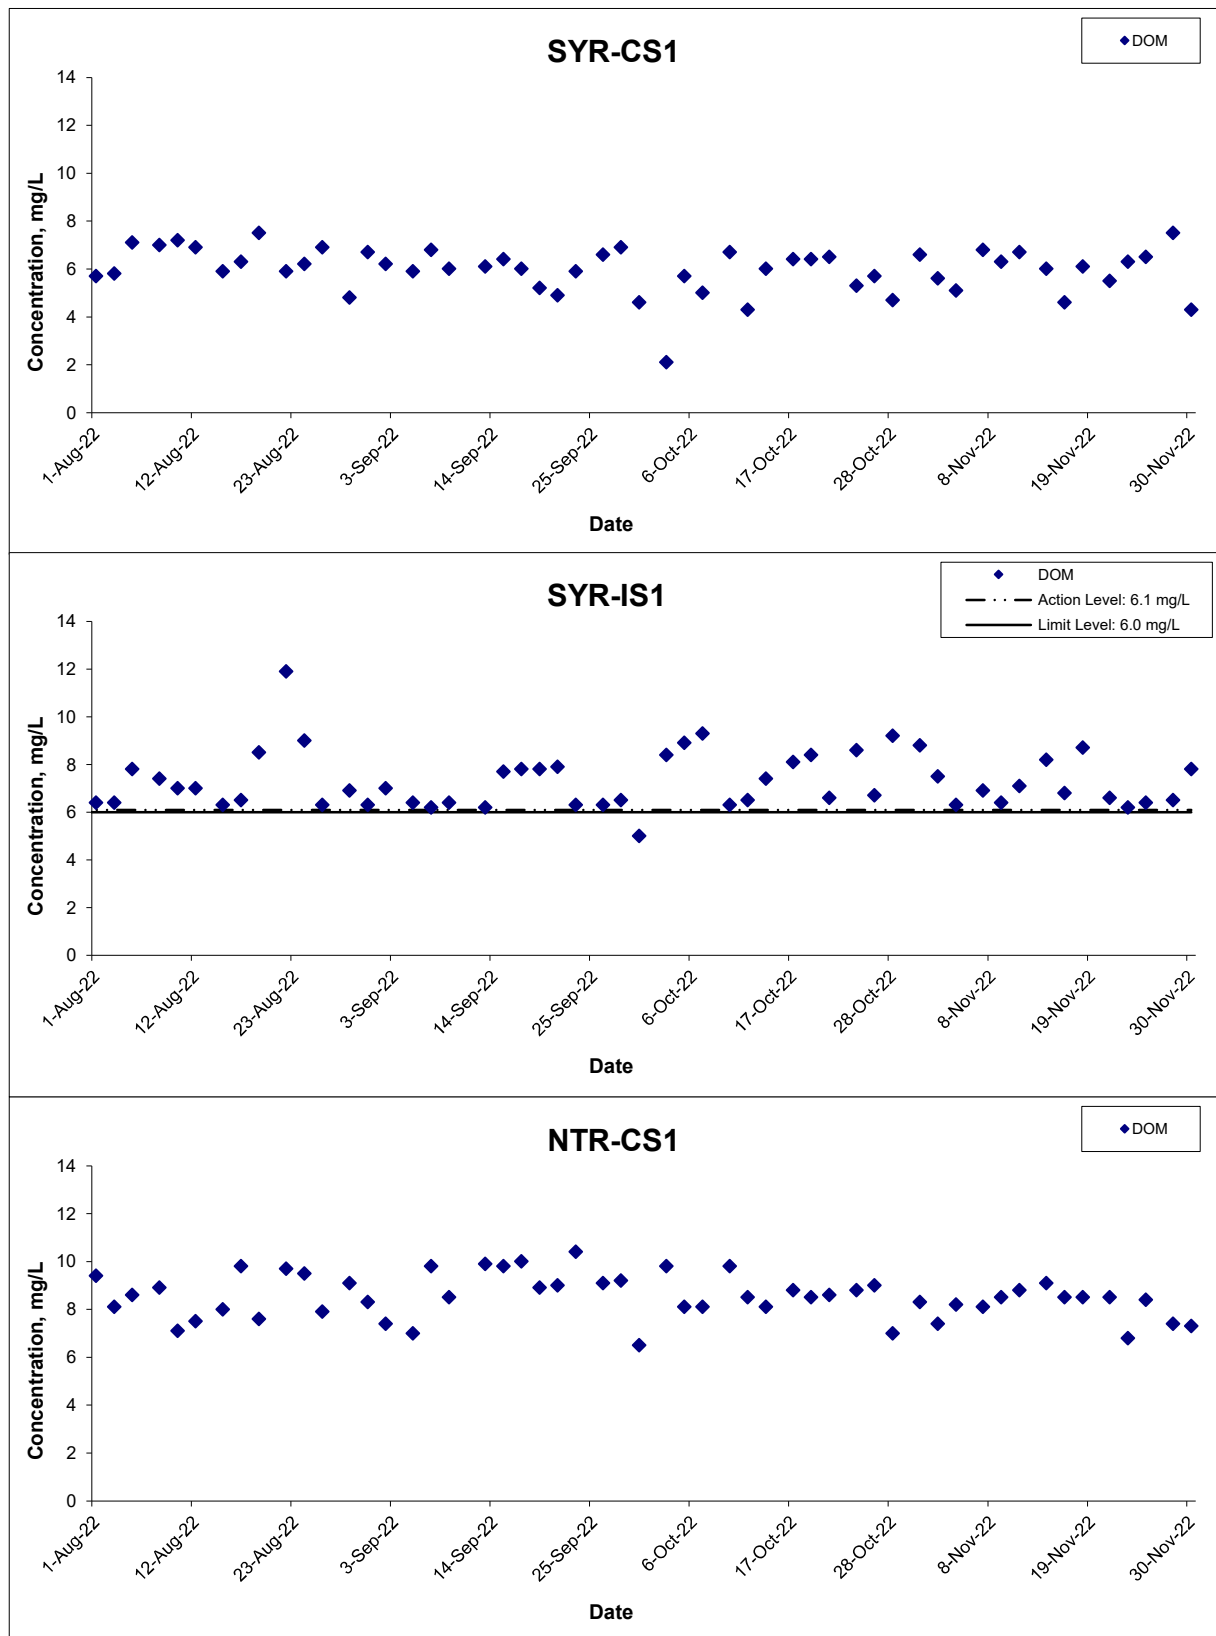 SYR-CS1
DOM
Concentration, mg/L
14
12
10
8
6
4
2
0
1-Aug-22
12-Aug-22
23-Aug-22
3-Sep-22
14-Sep-22
25-Sep-22
6-Oct-22
17-Oct-22
28-Oct-22
8-Nov-22
19-Nov-22
30-Nov-22
Date
SYR-IS1
DOM
Action Level: 6.1 mg/L
Limit Level: 6.0 mg/L
Concentration, mg/L
14
12
10
8
6
4
2
0
1-Aug-22
12-Aug-22
23-Aug-22
3-Sep-22
14-Sep-22
25-Sep-22
6-Oct-22
17-Oct-22
28-Oct-22
8-Nov-22
19-Nov-22
30-Nov-22
Date
NTR-CS1
DOM
Concentration, mg/L
14
12
10
8
6
4
2
0
1-Aug-22
12-Aug-22
23-Aug-22
3-Sep-22
14-Sep-22
25-Sep-22
6-Oct-22
17-Oct-22
28-Oct-22
8-Nov-22
19-Nov-22
30-Nov-22
Date